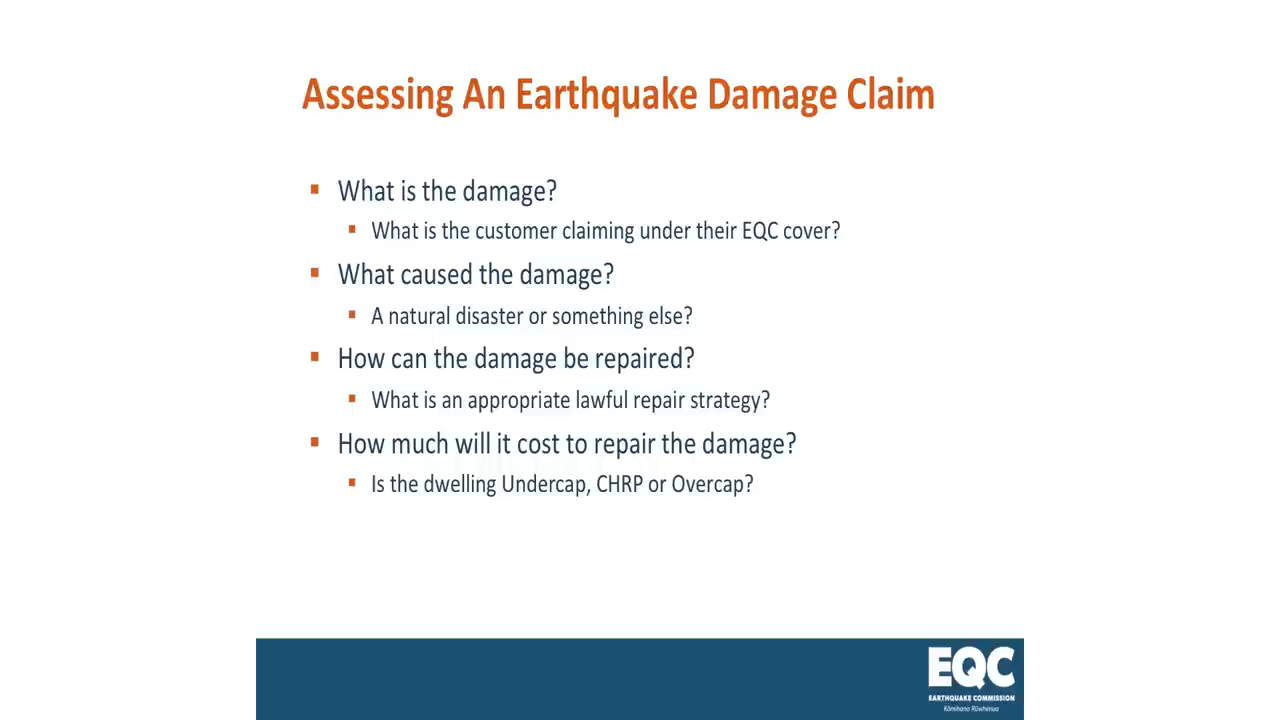 Assessing An Earthquake Damage Claim
What is the damage?
What is the customer claiming under their EQC cover?
What caused the damage?
A natural disaster or something else?
How can the damage be repaired?
What is an appropriate lawful repair strategy?
How much will it cost to repair the damage?
Is the dwelling Undercap, CHRP or Overcap?
EQC
EARTHQUAKE COMMISSION
Kōmihana Rūwhenua